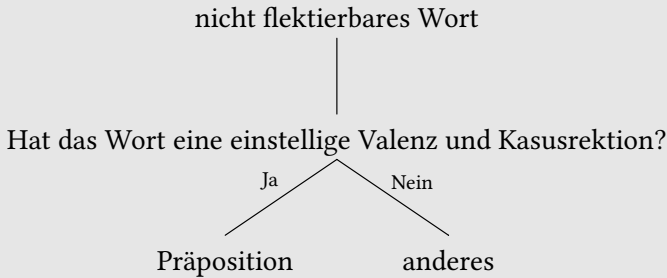 nicht flektierbares Wort
Hat das Wort eine einstellige Valenz und Kasusrektion?
Ja Nein
Präposition anderes